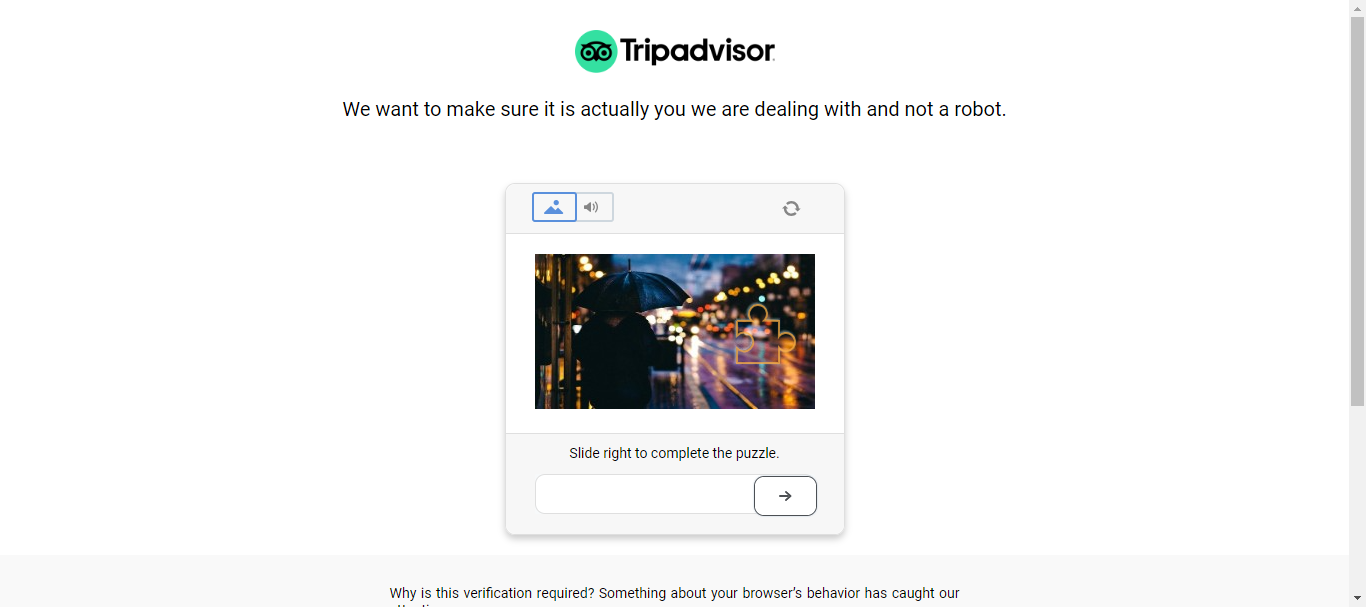 Tripadvisor
We want to make sure it is actually you we are dealing with and not a robot.
Slide right to complete the puzzle.
Why is this verification required? Something about your browser's behavior has caught our